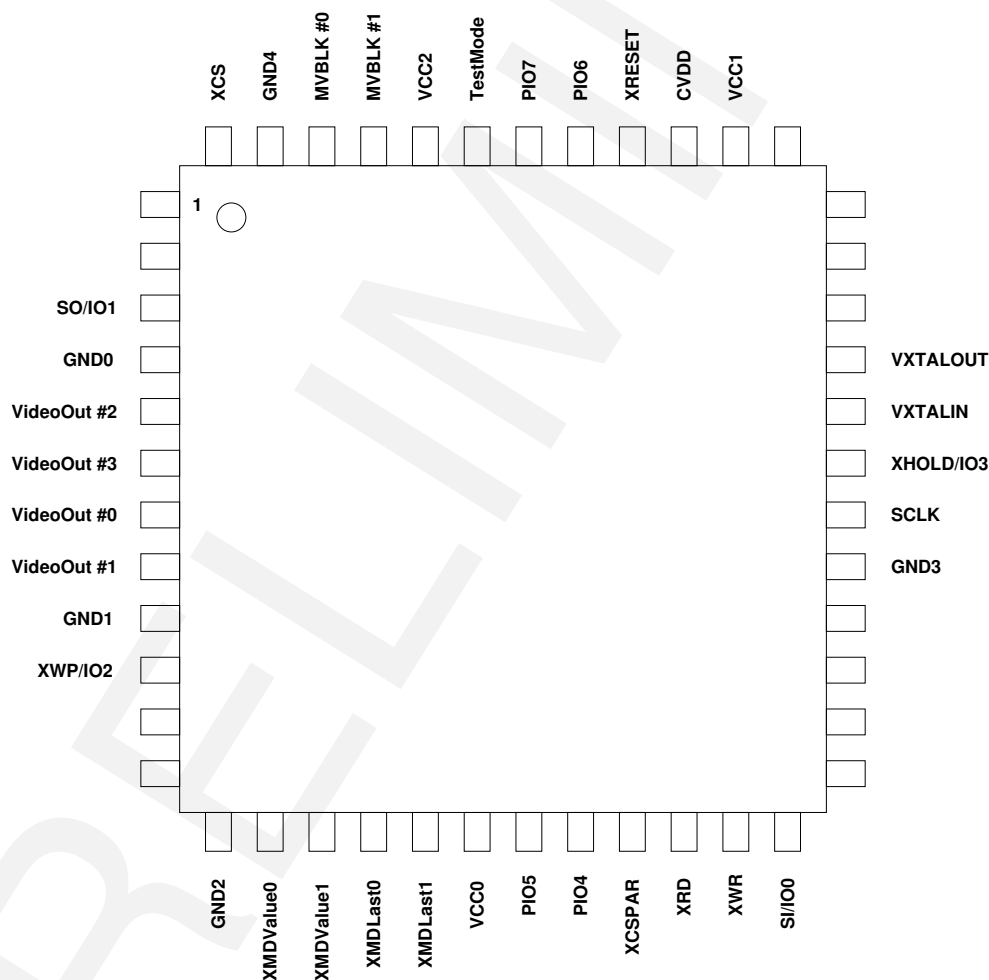 XCS
GND4
MVBLK #0
MVBLK #1
VCC2
TestMode
PIO7
PIO6
XRESET
CVDD
VCC1
1
SO/IO1
GND0
VideoOut #2
VideoOut #3
VideoOut #0
VideoOut #1
GND1
XWP/IO2
VXTALOUT
VXTALIN
XHOLD/IO3
SCLK
GND3
GND2
XMDValue0
XMDValue1
XMDLast0
XMDLast1
VCC0
PIO5
PIO4
XCSPAR
XRD
XWR
SI/IO0
RELIMI